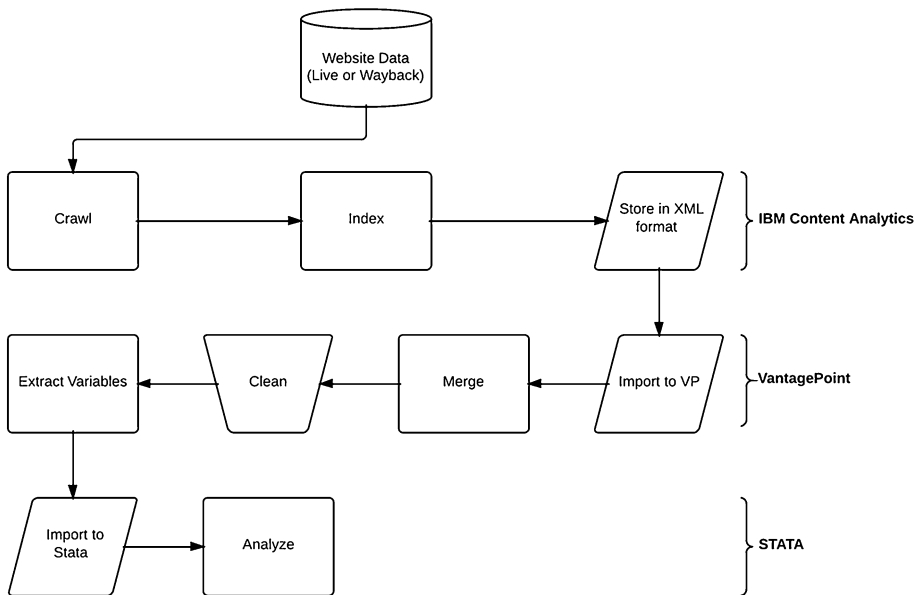 Website Data
(Live or Wayback)
Crawl
Index
Store in XML
format
IBM Content Analytics
Extract Variables
Clean
Merge
Import to VP
VantagePoint
Import to
Stata
Analyze
STATA